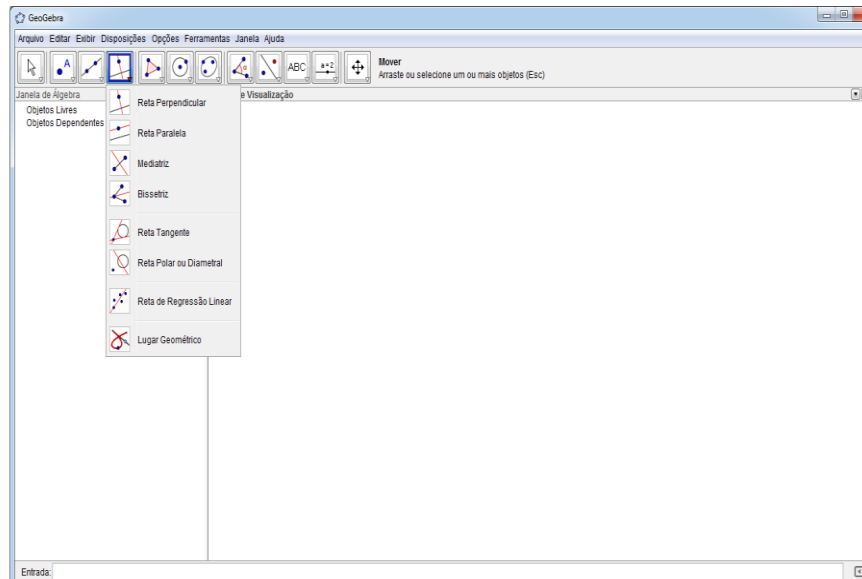 GeoGebra
Arquivo Editar Exibir Disposições Opções Ferramentas Janela Ajuda
A
α
ABC
a=2
Mover
Arraste ou selecione um ou mais objetos (Esc)
Janela de Álgebra
e Visualização
Objetos Livres
Objetos Dependentes
Reta Perpendicular
Reta Paralela
Mediatriz
Bissetriz
Reta Tangente
Reta Polar ou Diametral
Reta de Regressão Linear
Lugar Geométrico
Entrada: